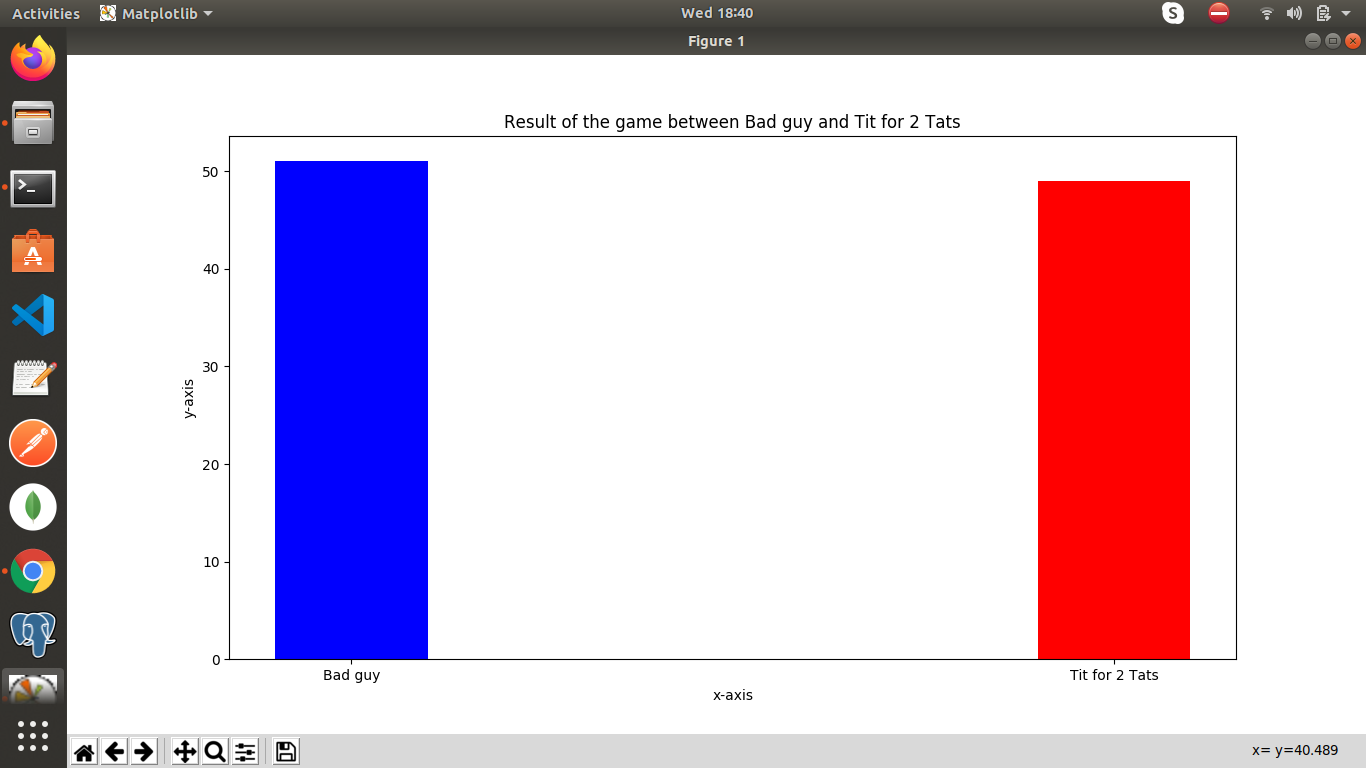 Activities Matplotlib Wed 18:40 S
Figure 1
Result of the game between Bad guy and Tit for 2 Tats
50
40
30
20
10
0
y-axis
Bad guy Tit for 2 Tats
x-axis
x= y=40.489